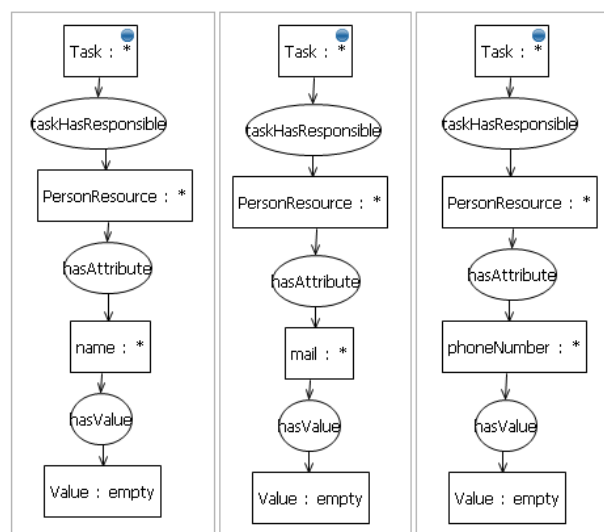 Task : *
taskHasResponsible
PersonResource : *
hasAttribute
name : *
hasValue
Value : empty
Task : *
taskHasResponsible
PersonResource : *
hasAttribute
mail : *
hasValue
Value : empty
Task : *
taskHasResponsible
PersonResource : *
hasAttribute
phoneNumber : *
hasValue
Value : empty